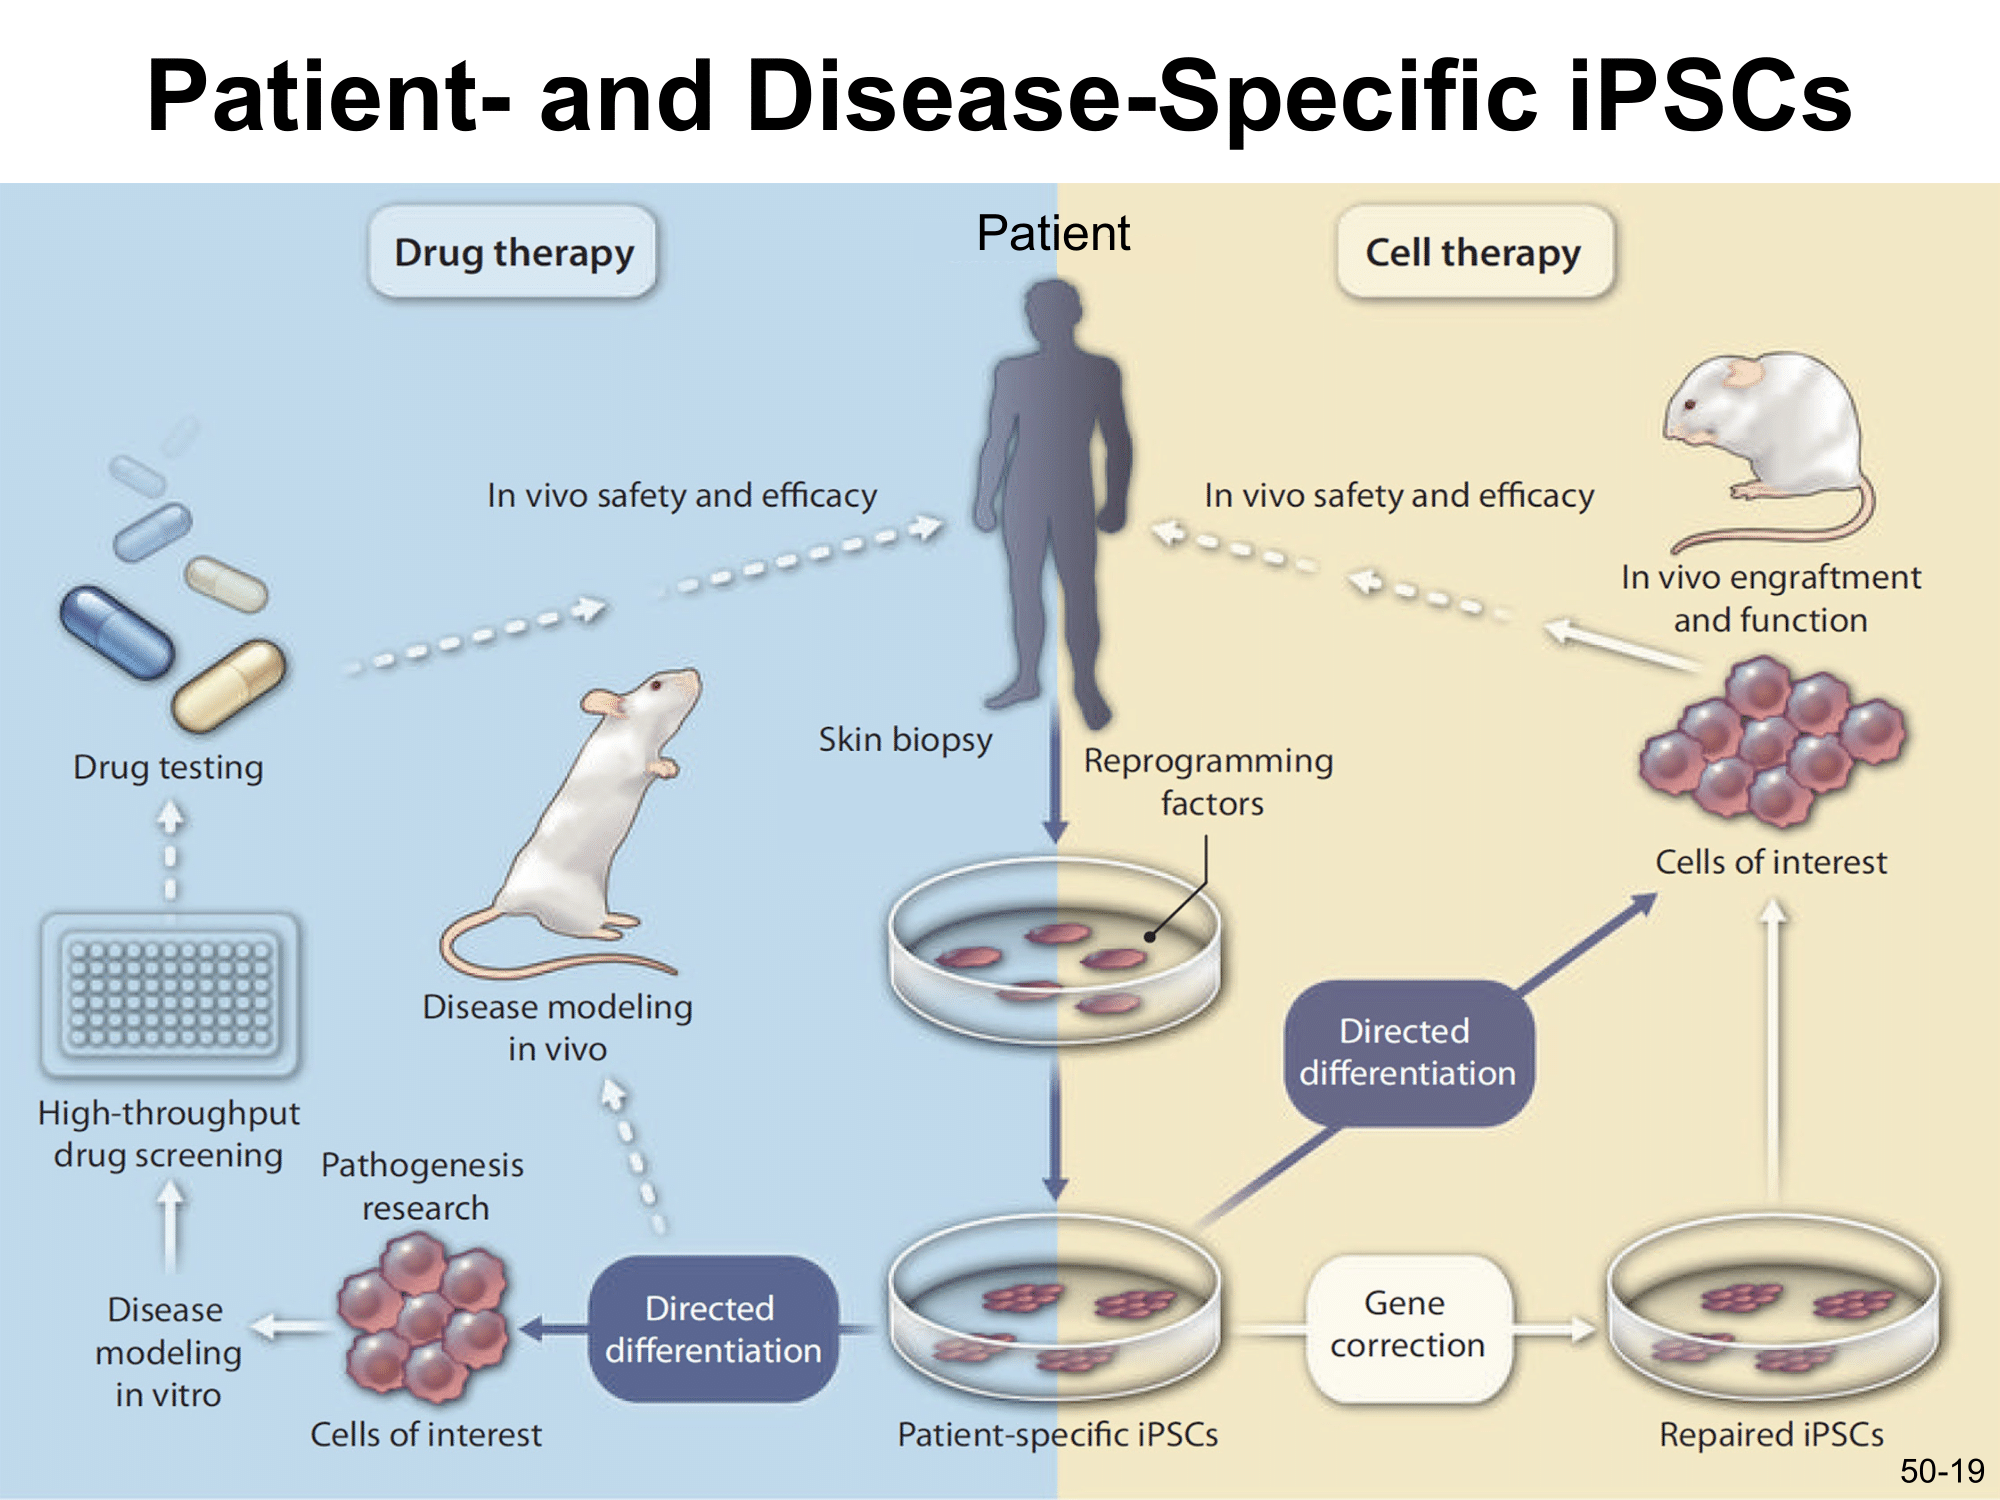 Patient- and Disease-Specific iPSCs
Drug therapy
Patient
Cell therapy
In vivo safety and efficacy
In vivo safety and efficacy
In vivo engraftment
and function
Skin biopsy
Reprogramming
factors
Drug testing
Cells of interest
Disease modeling
in vivo
Directed
differentiation
High-throughput
drug screening
Pathogenesis
research
Disease
modeling
in vitro
Cells of interest
Directed
differentiation
Patient-specific iPSCs
Gene
correction
Repaired iPSCs
50-19